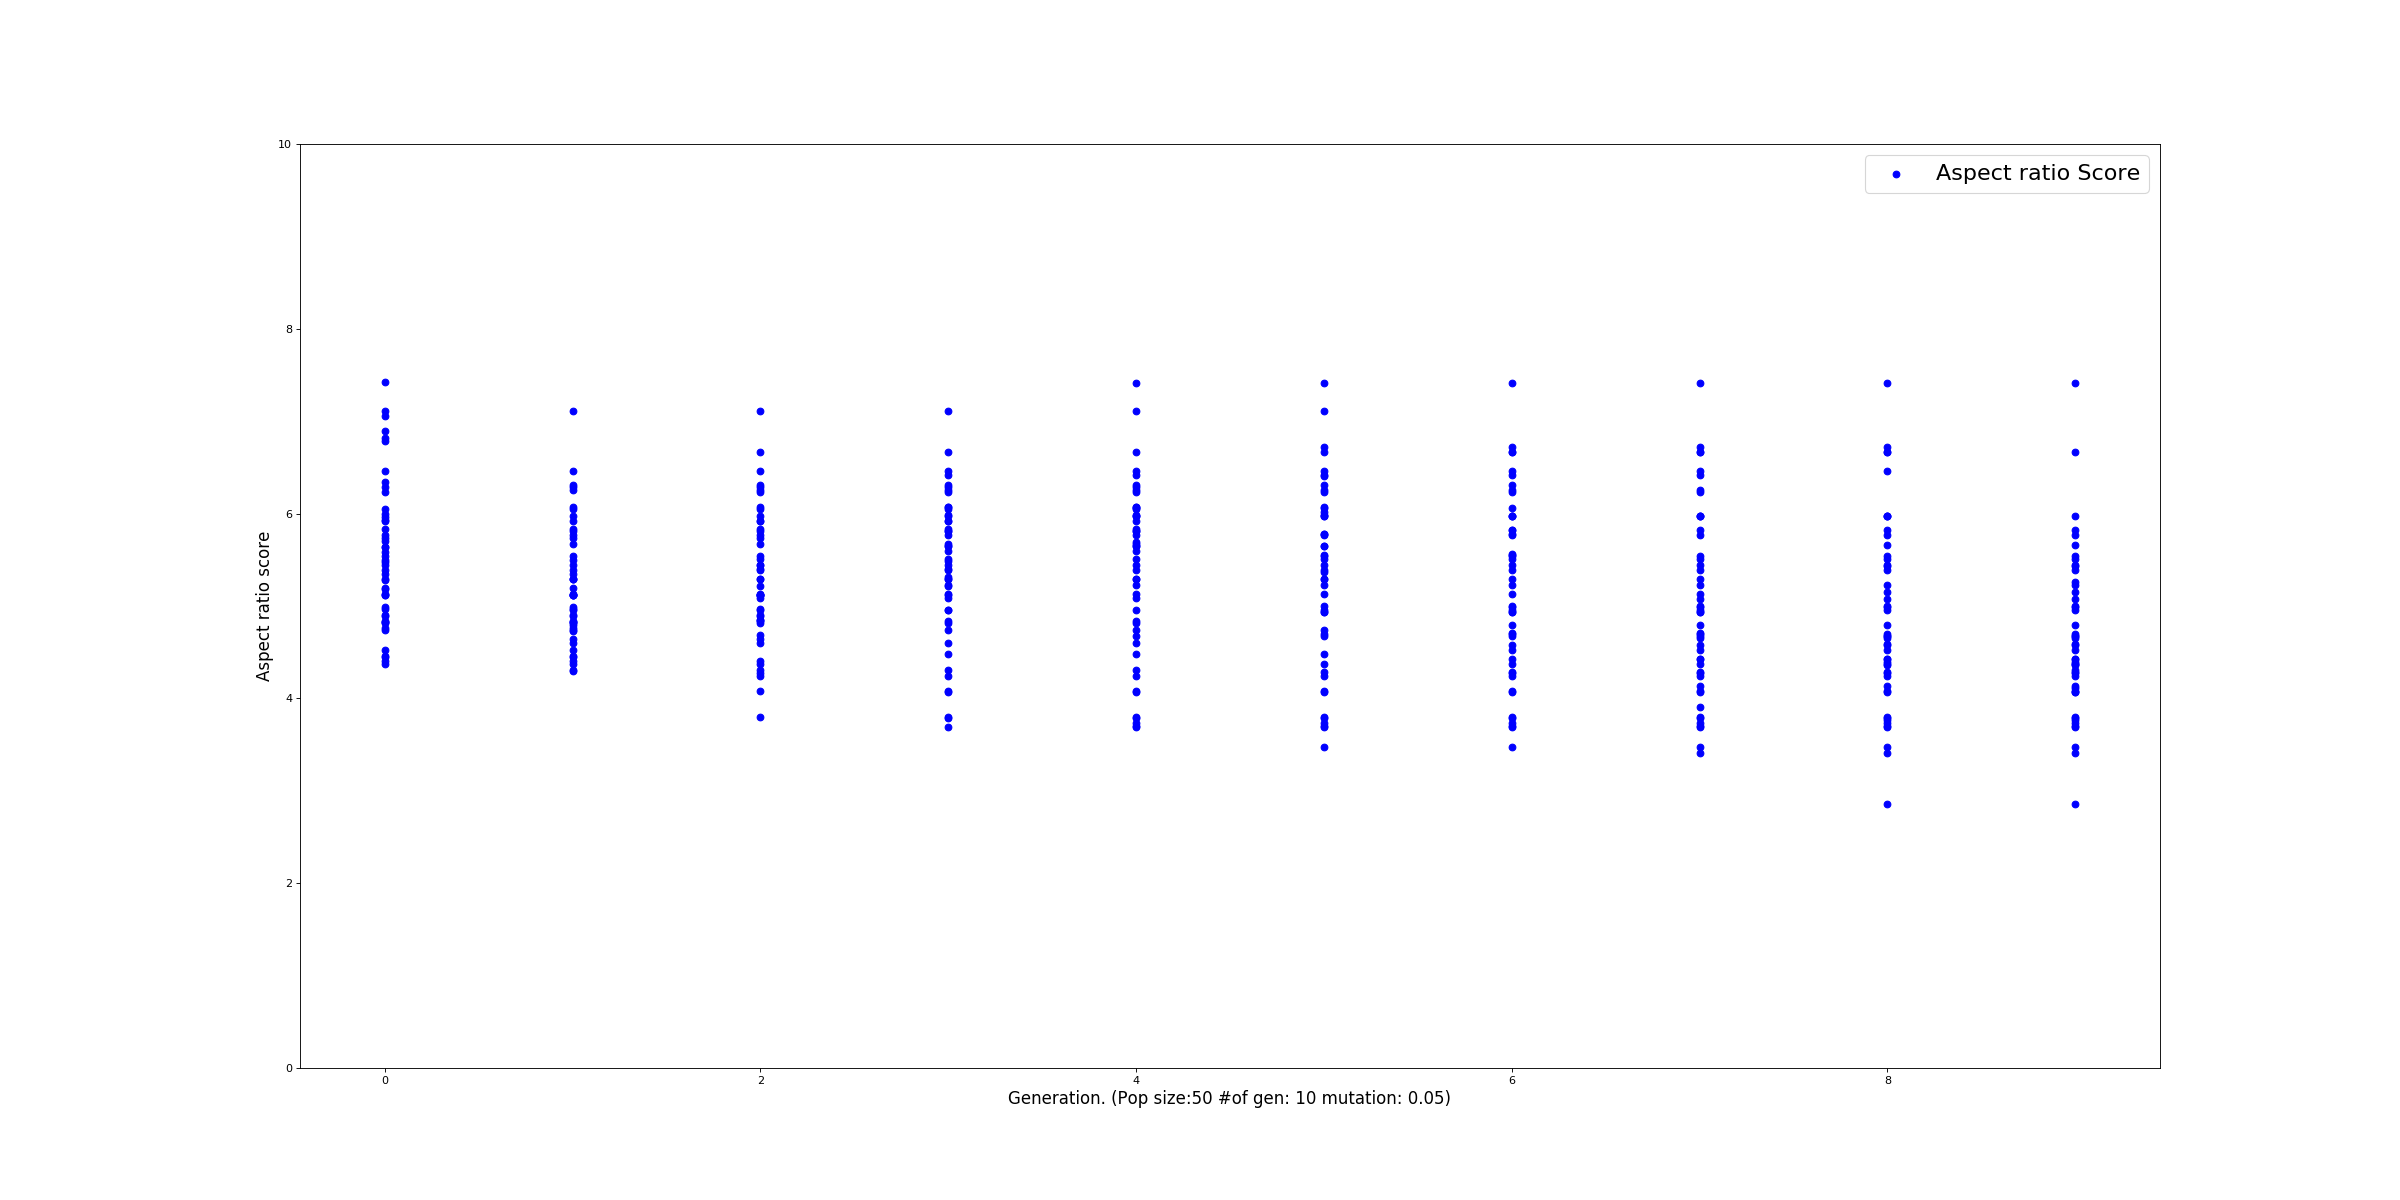 Aspect ratio Score
10
8
6
4
2
0
Aspect ratio score
0 2 4 6 8
Generation. (Pop size:50 #of gen: 10 mutation: 0.05)